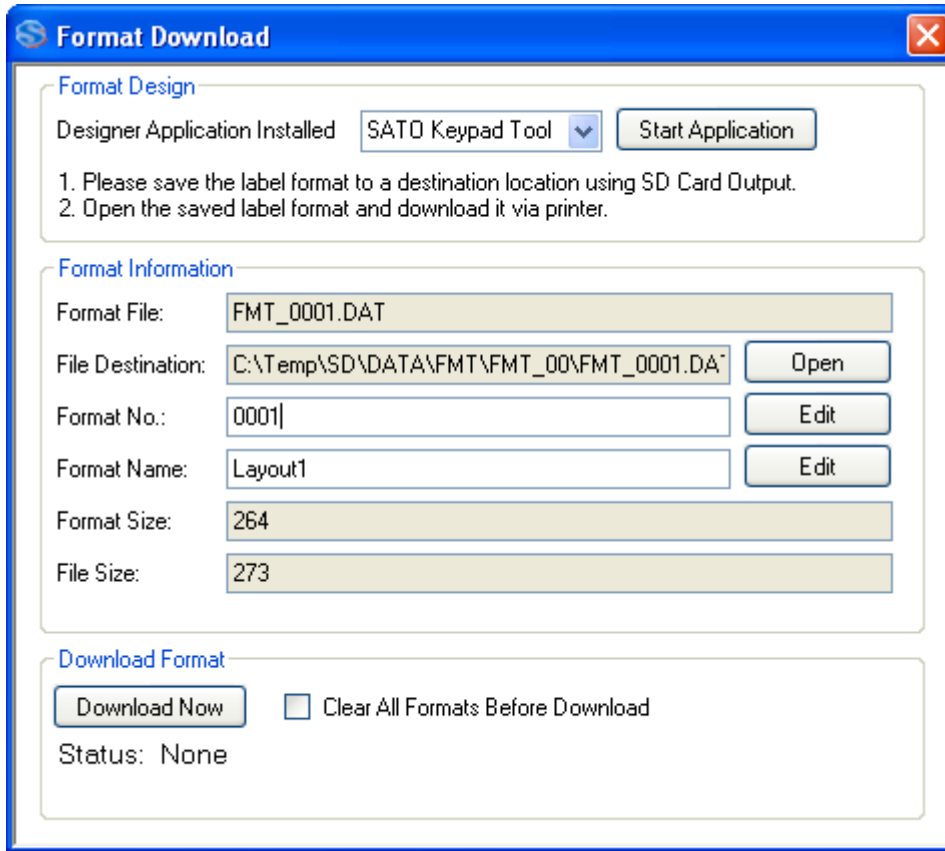 Format Download
Format Design
Designer Application Installed SATO Keypad Tool Start Application
1. Please save the label format to a destination location using SD Card Output.
2. Open the saved label format and download it via printer.
Format Information
Format File: FMT_0001.DAT
File Destination: C:\Temp\SD\DATA\FMT\FMT_00\FMT_0001.DAT Open
Format No.: 0001 Edit
Format Name: Layout1 Edit
Format Size: 264
File Size: 273
Download Format
Download Now Clear All Formats Before Download
Status: None